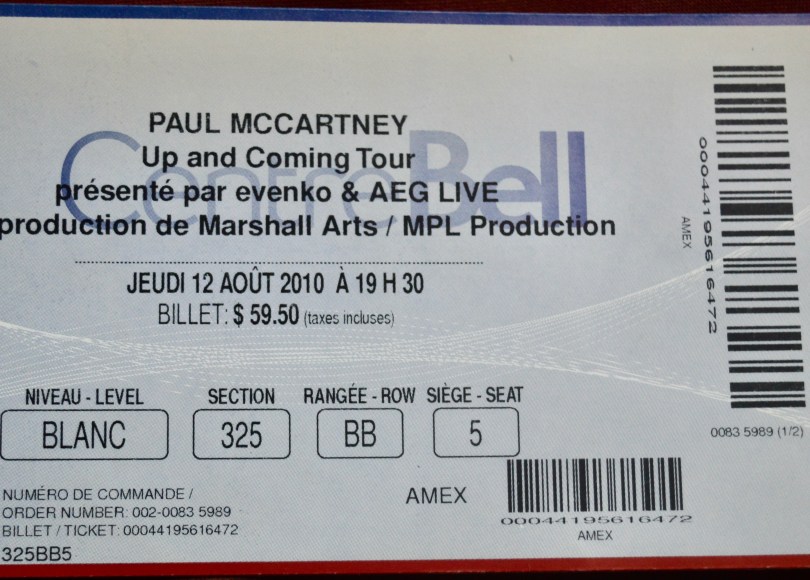 PAUL MCCARTNEY
Up and Coming Tour
présenté par evenko & AEG LIVE
production de Marshall Arts / MPL Production
CentreBell
JEUDI 12 AOÛT 2010 À 19 H 30
BILLET: $ 59.50 (taxes incluses)
NIVEAU - LEVEL
BLANC
SECTION
325
RANGÉE - ROW
BB
SIÈGE - SEAT
5
NUMÉRO DE COMMANDE /
ORDER NUMBER: 002-0083 5989
BILLET / TICKET: 00044195616472
325BB5
AMEX
00044195616472
AMEX
AMEX
00044195616472
0083 5989 (1/2)